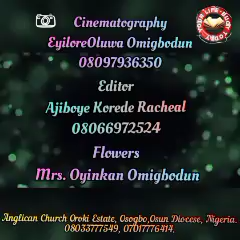 Cinematography
EyiloreOluwa Omigbodun
08097936350
Editor
Ajiboye Korede Racheal
08066972524
Flowers
Mrs. Oyinkan Omigbodun
Anglican Church Oroki Estate, Osogbo,Osun Diocese, Nigeria.
08033777549, 07017776414,